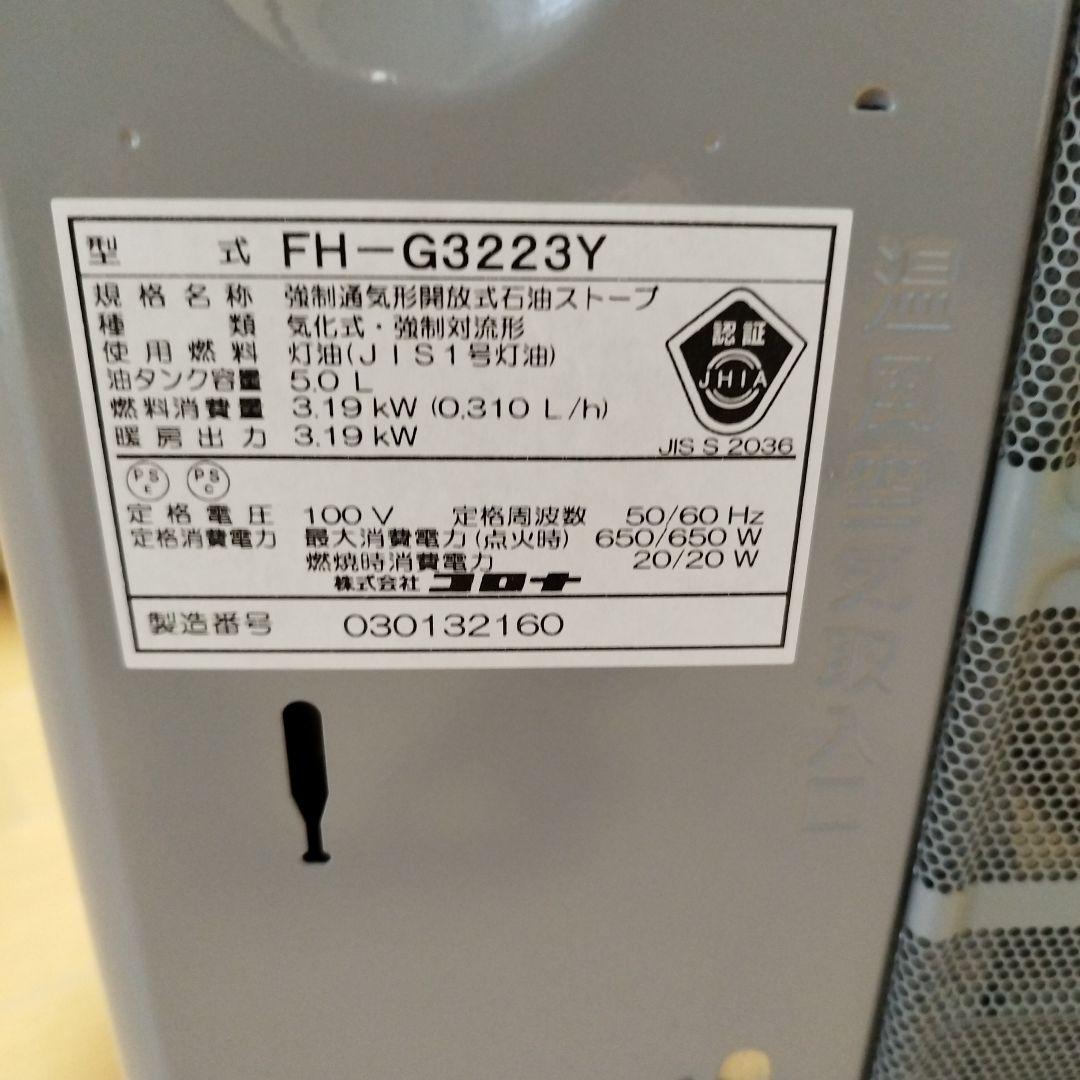 型式 FH-G3223Y
規格名称 強制通気形開放式石油ストーブ
種類 気化式・強制対流形
使用燃料 灯油(JIS1号灯油)
油タンク容量 5.0 L
燃料消費量 3.19 kW (0.310 L/h)
暖房出力 3.19 kW
認証
JHIA
JIS S 2036
PSE PSC
定格電圧 100 V 定格周波数 50/60 Hz
定格消費電力 最大消費電力(点火時) 650/650 W
燃焼時消費電力 20/20 W
株式会社 コロナ
製造番号 030132160
温風空気取入口